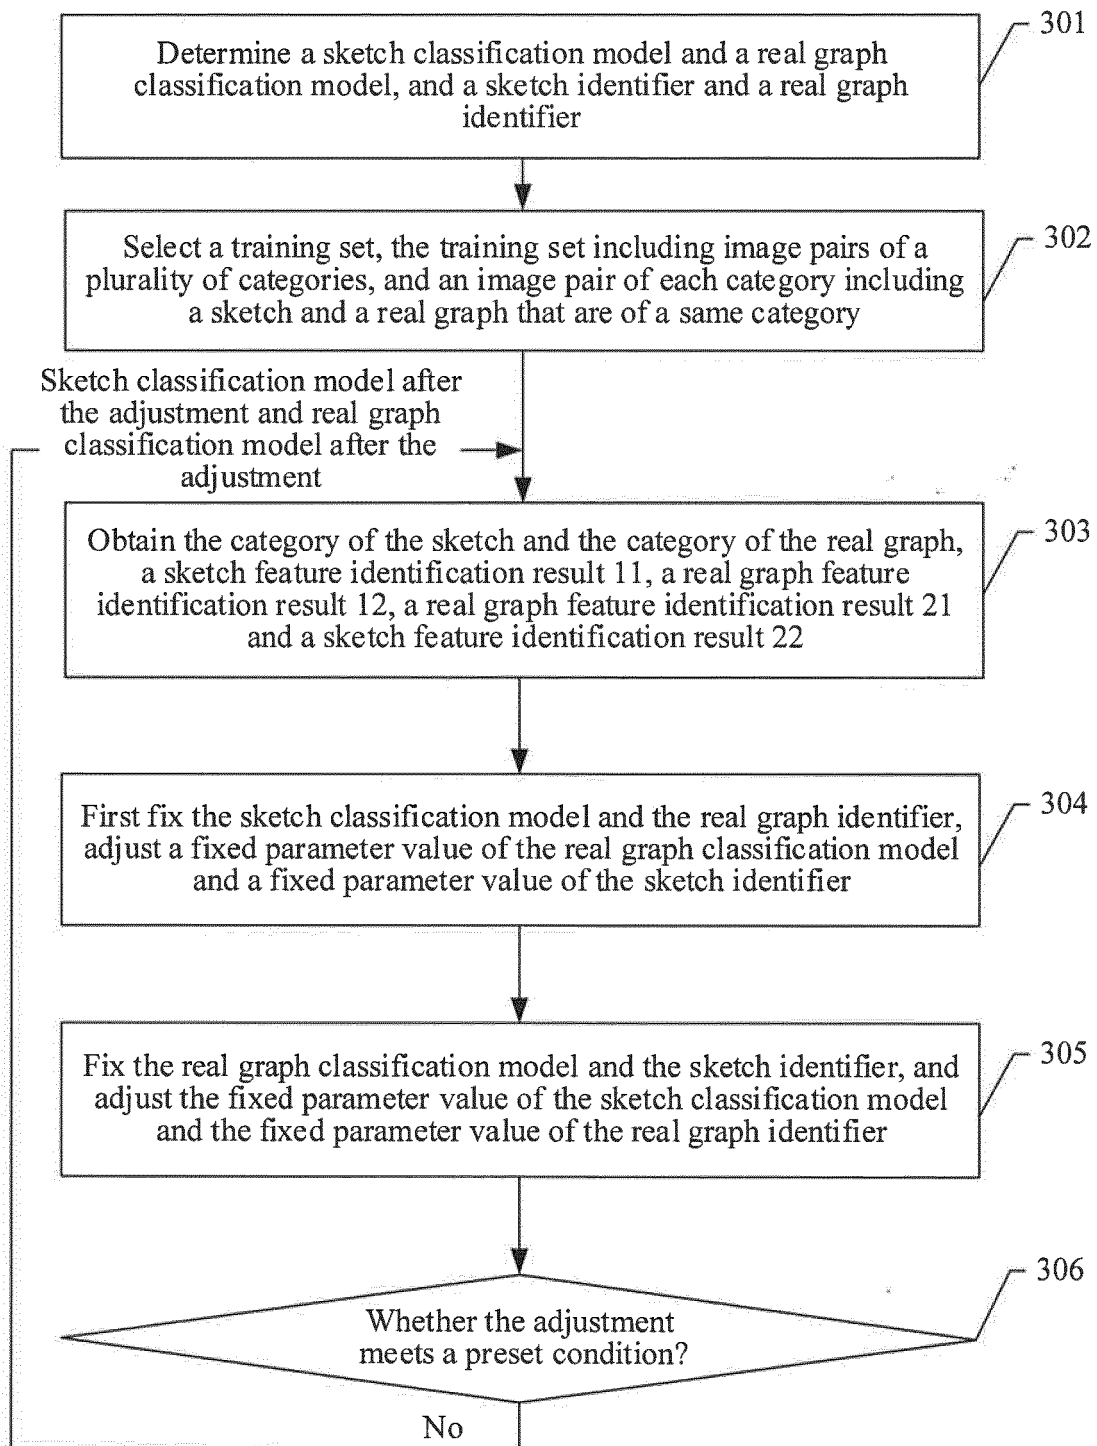 Determine a sketch classification model and a real graph
classification model, and a sketch identifier and a real graph
identifier
301
Select a training set, the training set including image pairs of a
plurality of categories, and an image pair of each category including
a sketch and a real graph that are of a same category
302
Sketch classification model after
the adjustment and real graph
classification model after the
adjustment
Obtain the category of the sketch and the category of the real graph,
a sketch feature identification result 11, a real graph feature
identification result 12, a real graph feature identification result 21
and a sketch feature identification result 22
303
First fix the sketch classification model and the real graph identifier,
adjust a fixed parameter value of the real graph classification model
and a fixed parameter value of the sketch identifier
304
Fix the real graph classification model and the sketch identifier, and
adjust the fixed parameter value of the sketch classification model
and the fixed parameter value of the real graph identifier
305
Whether the adjustment
meets a preset condition?
306
No